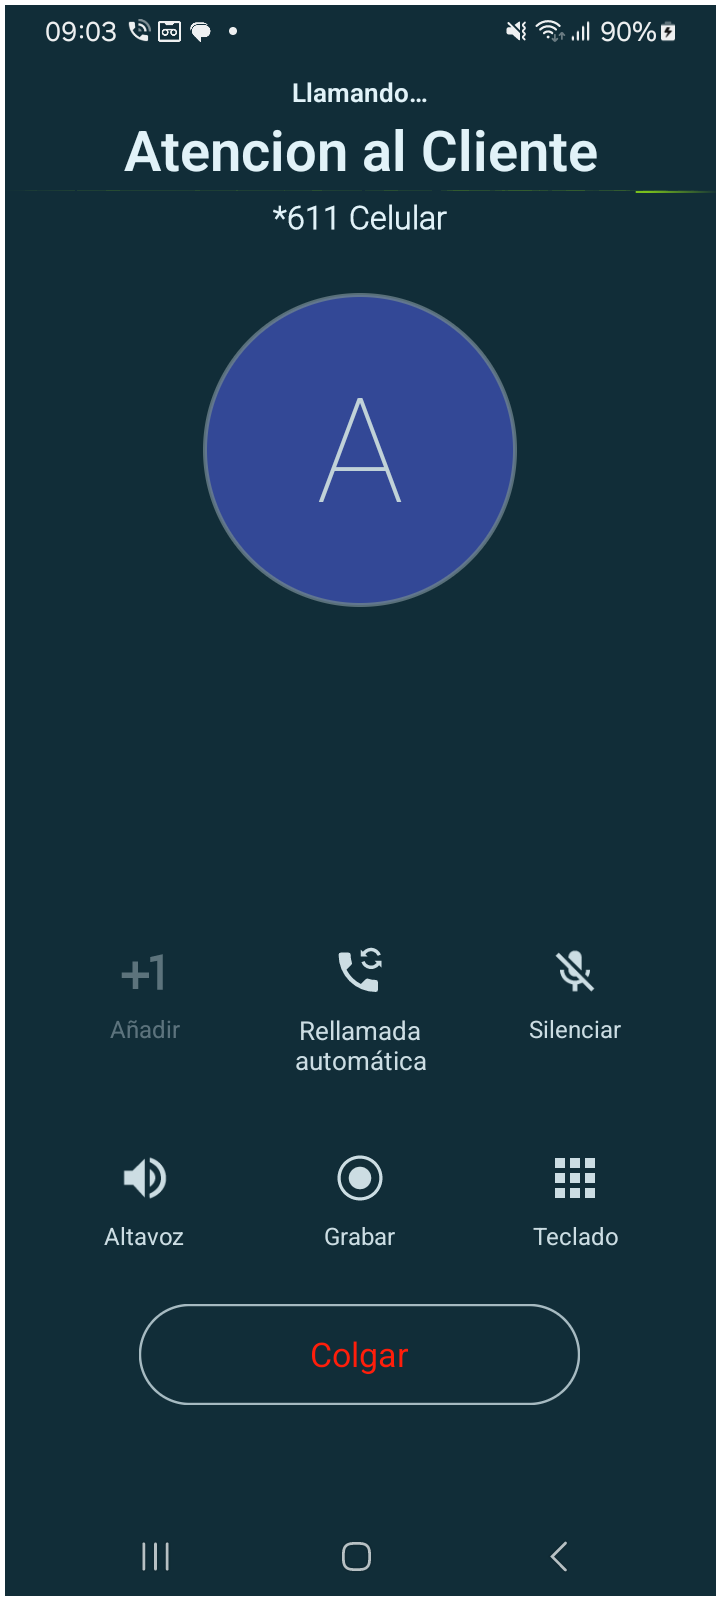 09:03
90%
Llamando...
Atencion al Cliente
*611 Celular
A
+1
Añadir
Rellamada
automática
Silenciar
Altavoz
Grabar
Teclado
Colgar